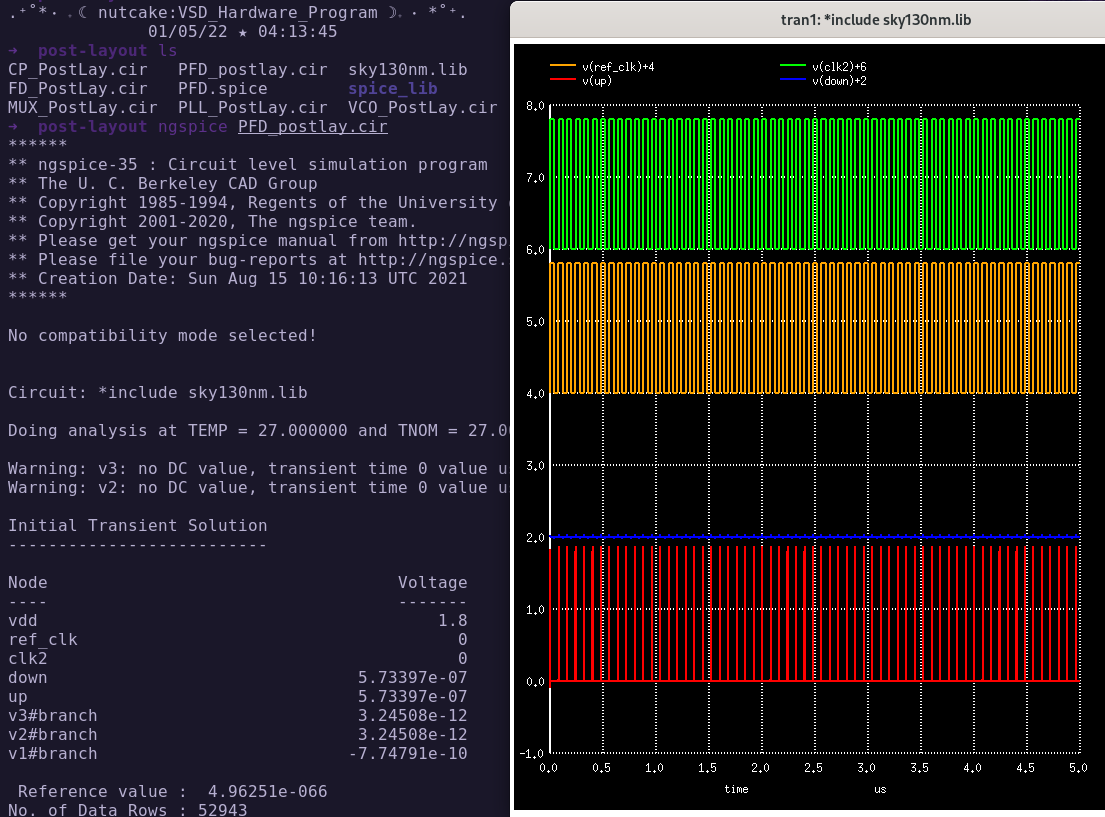 .⁺˚*・ ˖☾ nutcake:VSD_Hardware_Program ☽˖・ *˚⁺.
01/05/22 ★ 04:13:45
➜ post-layout ls
CP_PostLay.cir PFD_postlay.cir sky130nm.lib
FD_PostLay.cir PFD.spice spice_lib
MUX_PostLay.cir PLL_PostLay.cir VCO_PostLay.cir
➜ post-layout ngspice PFD_postlay.cir
******
** ngspice-35 : Circuit level simulation program
** The U. C. Berkeley CAD Group
** Copyright 1985-1994, Regents of the University
** Copyright 2001-2020, The ngspice team.
** Please get your ngspice manual from http://ngsp
** Please file your bug-reports at http://ngspice.
** Creation Date: Sun Aug 15 10:16:13 UTC 2021
******
No compatibility mode selected!
Circuit: *include sky130nm.lib
Doing analysis at TEMP = 27.000000 and TNOM = 27.0
Warning: v3: no DC value, transient time 0 value u
Warning: v2: no DC value, transient time 0 value u
Initial Transient Solution
--------------------------
Node Voltage
---- -------
vdd 1.8
ref_clk 0
clk2 0
down 5.73397e-07
up 5.73397e-07
v3#branch 3.24508e-12
v2#branch 3.24508e-12
v1#branch -7.74791e-10
Reference value : 4.96251e-066
No. of Data Rows : 52943
tran1: *include sky130nm.lib
v(ref_clk)+4 v(clk2)+6
v(up) v(down)+2
8.0
7.0
6.0
5.0
4.0
3.0
2.0
1.0
0.0
-1.0
0.0 0.5 1.0 1.5 2.0 2.5 3.0 3.5 4.0 4.5 5.0
time us